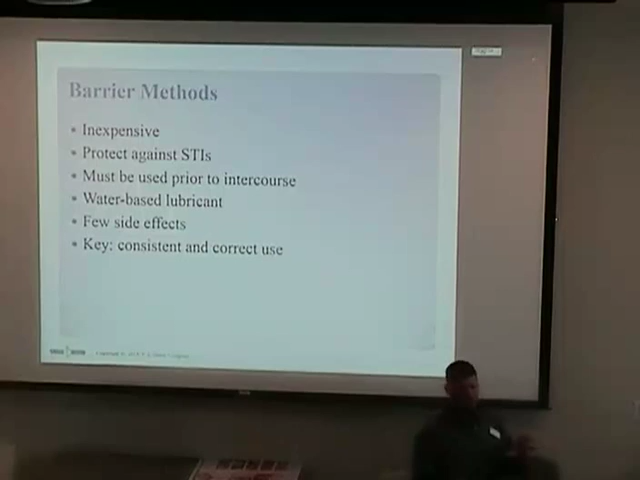 Barrier Methods
• Inexpensive
• Protect against STIs
• Must be used prior to intercourse
• Water-based lubricant
• Few side effects
• Key: consistent and correct use